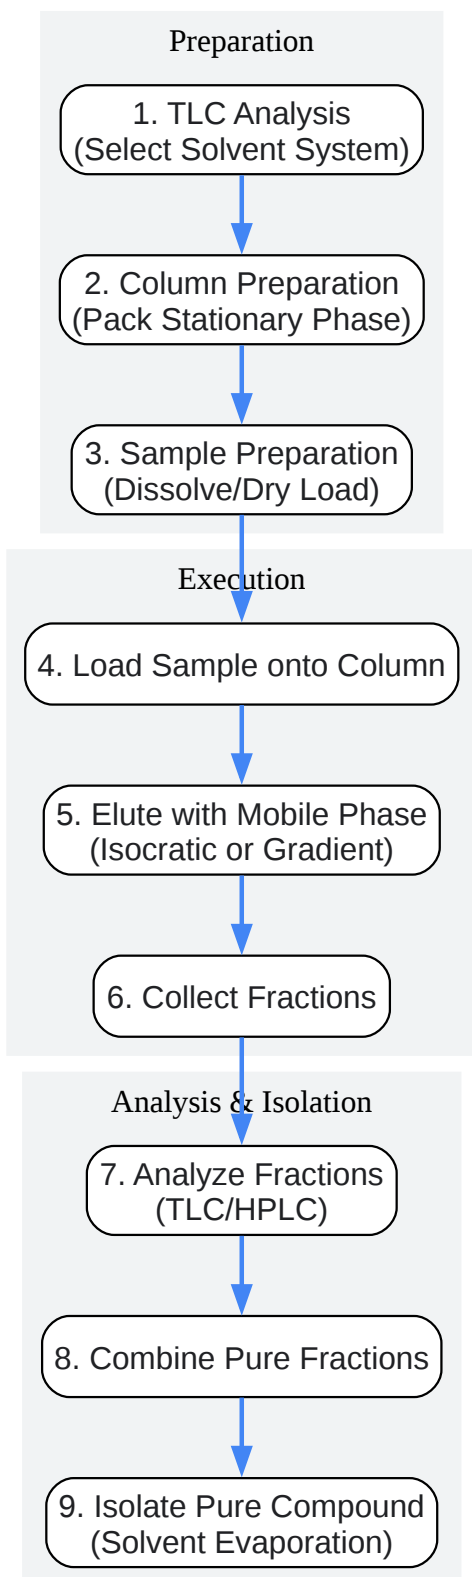 Preparation
1. TLC Analysis
(Select Solvent System)
2. Column Preparation
(Pack Stationary Phase)
3. Sample Preparation
(Dissolve/Dry Load)
Execution
4. Load Sample onto Column
5. Elute with Mobile Phase
(Isocratic or Gradient)
6. Collect Fractions
Analysis & Isolation
7. Analyze Fractions
(TLC/HPLC)
8. Combine Pure Fractions
9. Isolate Pure Compound
(Solvent Evaporation)